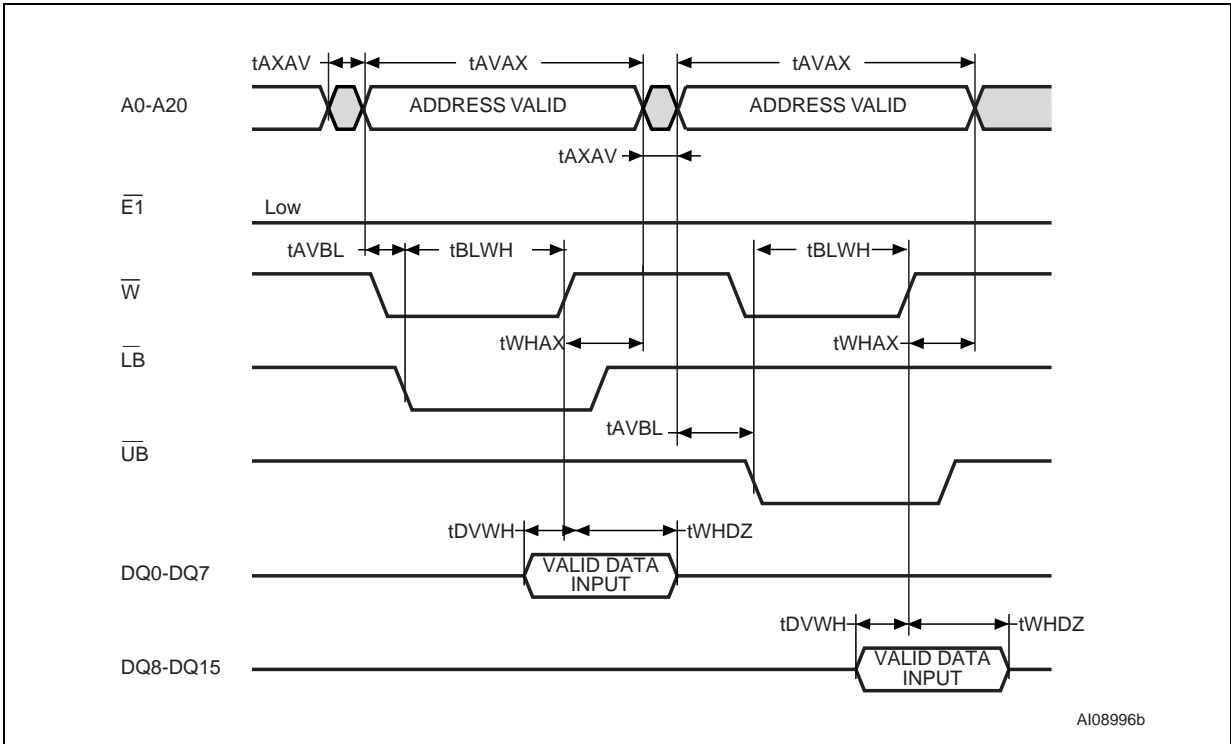 tAXAV
tAVAX
tAVAX
A0-A20
ADDRESS VALID
ADDRESS VALID
tAXAV
E1
Low
tAVBL
tBLWH
tBLWH
W
tWHAX
tWHAX
LB
tAVBL
UB
tDVWH
tWHDZ
DQ0-DQ7
VALID DATA
INPUT
tDVWH
tWHDZ
DQ8-DQ15
VALID DATA
INPUT
AI08996b